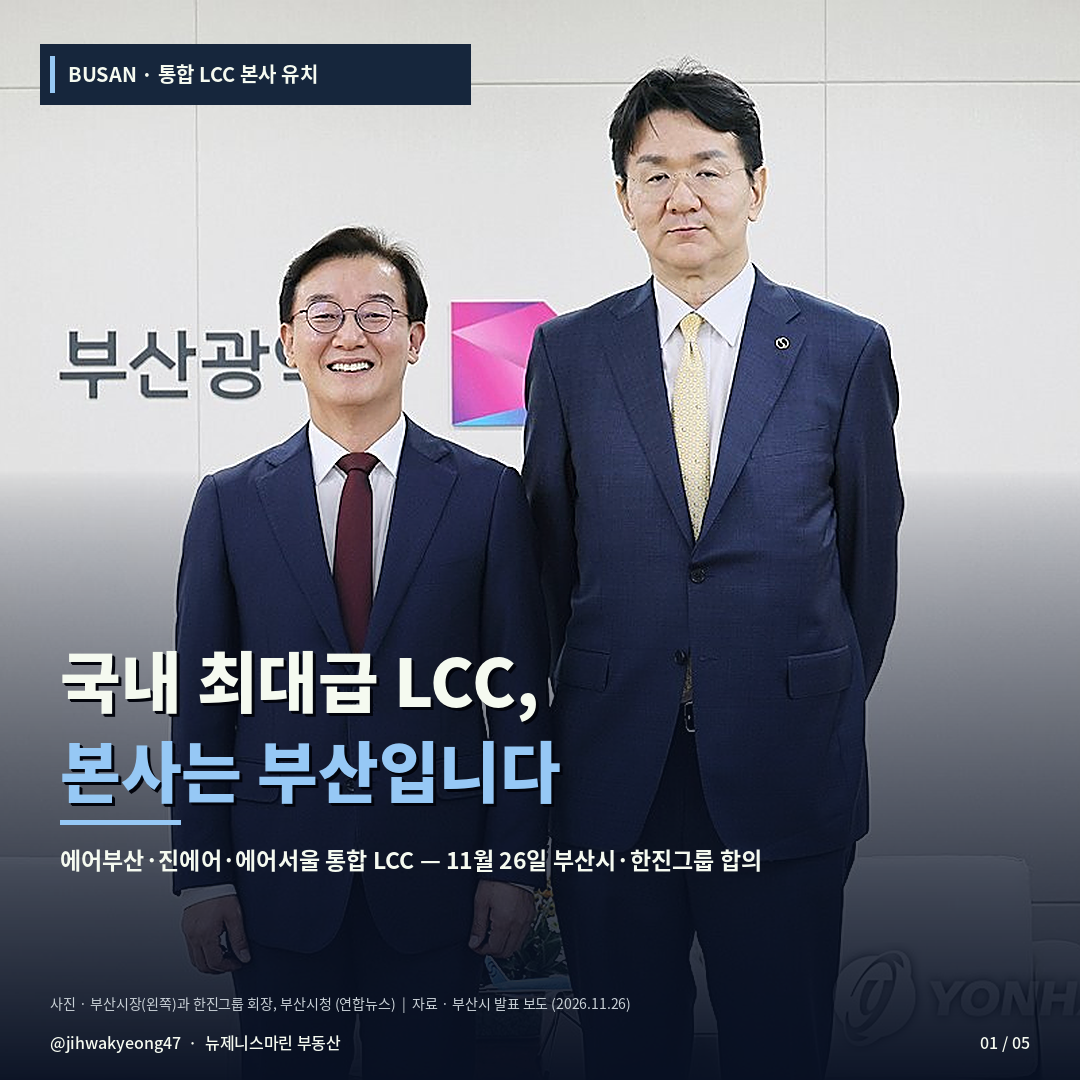 BUSAN · 통합 LCC 본사 유치
부산광
국내 최대급 LCC,
본사는 부산입니다
에어부산·진에어·에어서울 통합 LCC — 11월 26일 부산시·한진그룹 합의
사진 · 부산시장(왼쪽)과 한진그룹 회장, 부산시청 (연합뉴스) | 자료 · 부산시 발표 보도 (2026.11.26)
YONH
@jihwakyeong47 · 뉴제니스마린 부동산
01 / 05